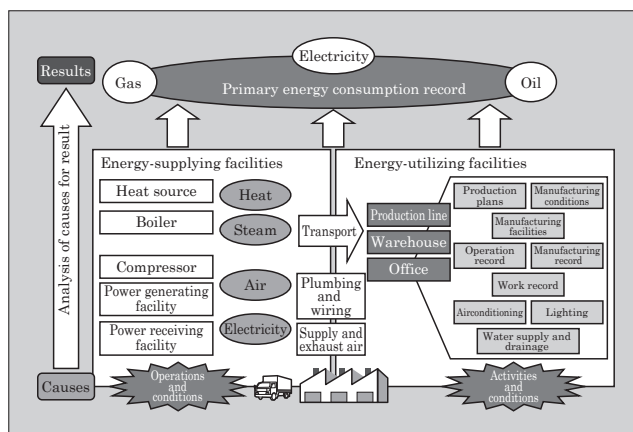 Results
Electricity
Gas
Oil
Primary energy consumption record
Analysis of causes for result
Energy-supplying facilities
Energy-utilizing facilities
Heat source
Heat
Boiler
Steam
Compressor
Air
Power generating
facility
Electricity
Power receiving
facility
Transport
Plumbing
and
wiring
Supply and
exhaust air
Production line
Warehouse
Office
Production
plans
Manufacturing
conditions
Manufacturing
facilities
Operation
record
Manufacturing
record
Work record
Airconditioning
Lighting
Water supply and
drainage
Causes
Operations
and
conditions
Activities
and
conditions